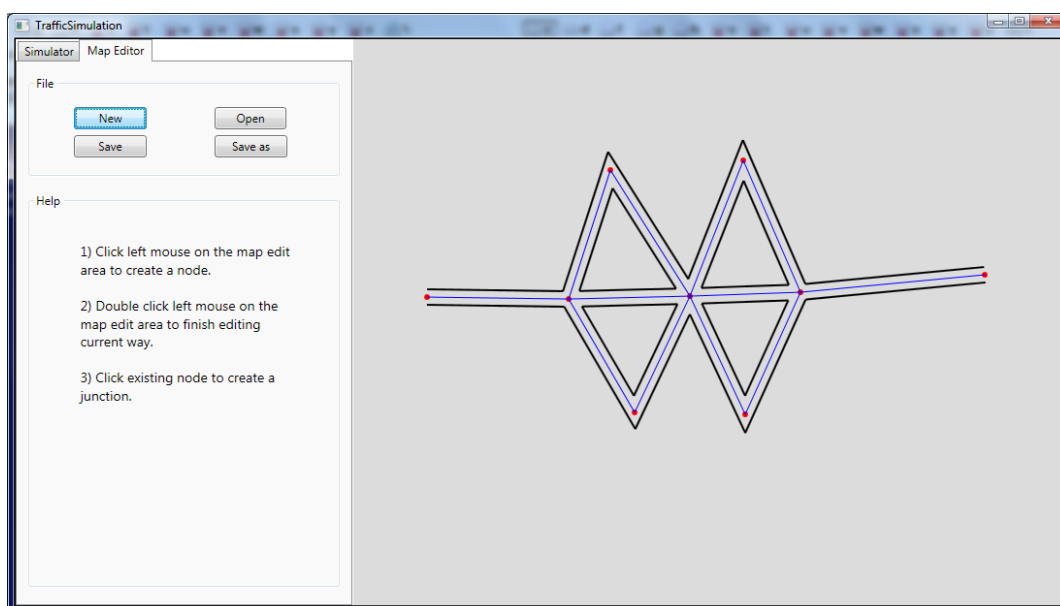 TrafficSimulation
Simulator Map Editor
File
New Open
Save Save as
Help
1) Click left mouse on the map edit
area to create a node.
2) Double click left mouse on the
map edit area to finish editing
current way.
3) Click existing node to create a
junction.